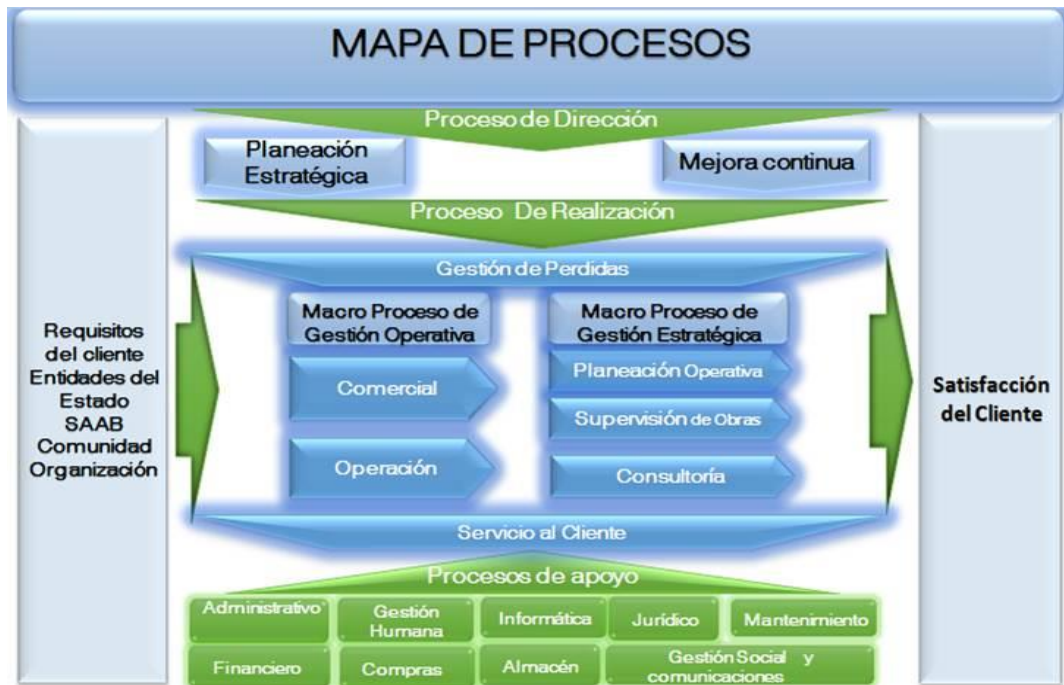 MAPA DE PROCESOS
Proceso de Dirección
Planeación
Estratégica
Mejora continua
Proceso De Realización
Gestión de Perdidas
Requisitos
del cliente
Entidades del
Estado
SAAB
Comunidad
Organización
Macro Proceso de
Gestión Operativa
Comercial
Operación
Macro Proceso de
Gestión Estratégica
Planeación Operativa
Supervisión de Obras
Consultoría
Satisfacción
del Cliente
Servicio al Cliente
Procesos de apoyo
Administrativo
Gestión
Humana
Informática
Jurídico
Mantenimiento
Financiero
Compras
Almacén
Gestión Social y
comunicaciones